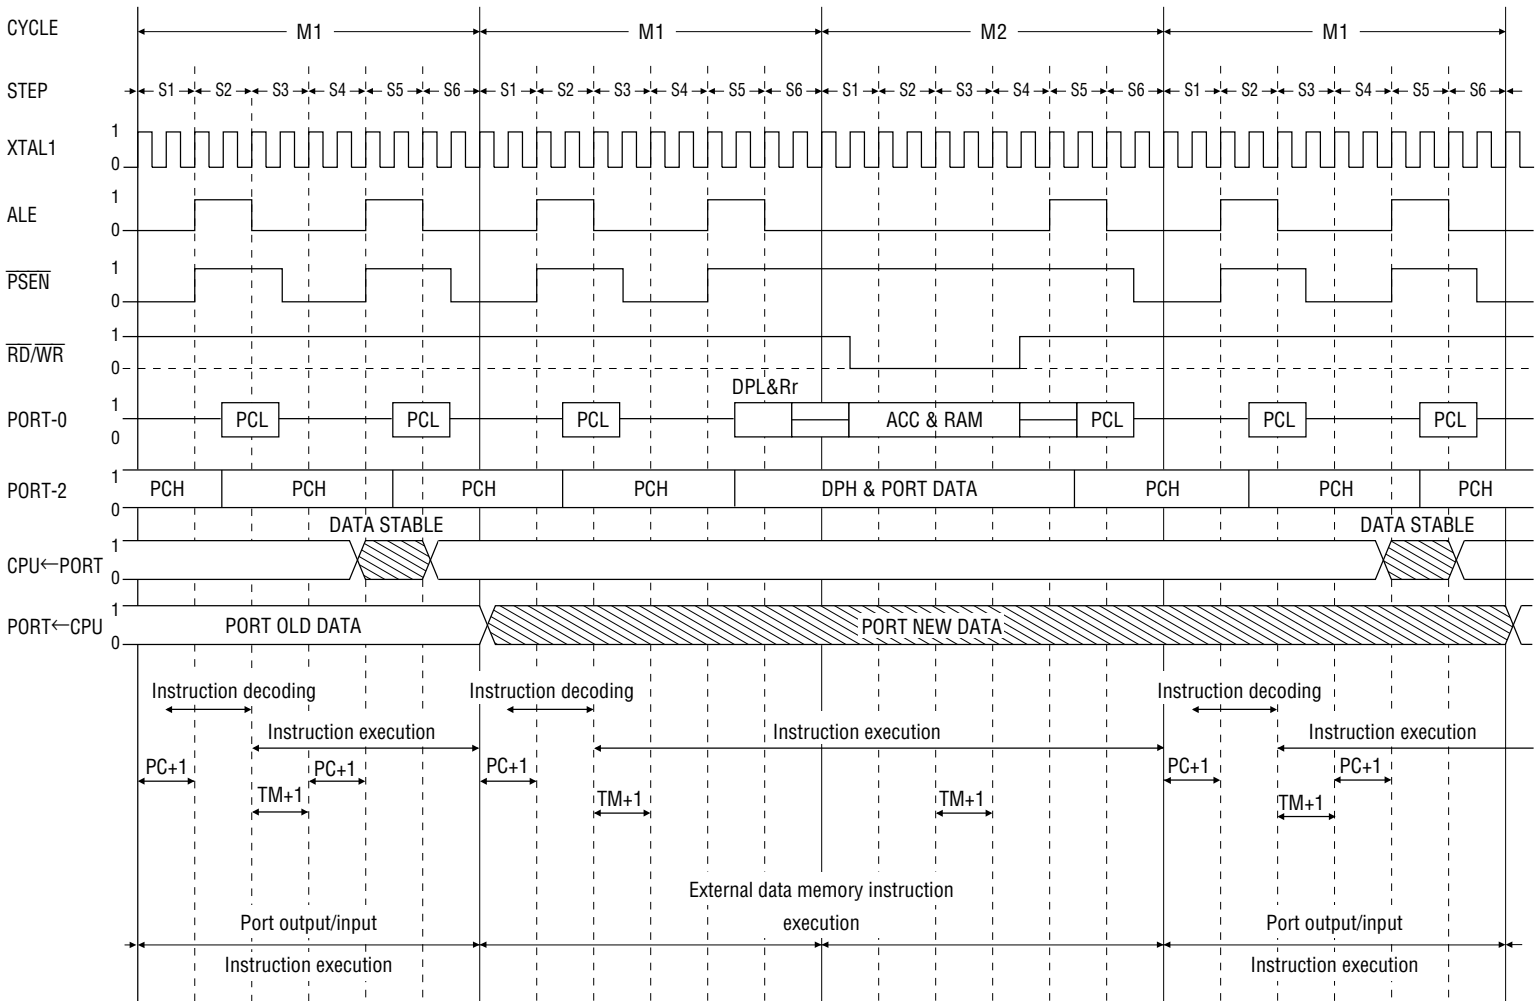 CYCLE M1 M1 M2 M1
STEP S1 S2 S3 S4 S5 S6 S1 S2 S3 S4 S5 S6 S1 S2 S3 S4 S5 S6 S1 S2 S3 S4 S5 S6
XTAL1 1 0
ALE 1 0
PSEN 1 0
RD/WR 1 0
DPL&Rr
PORT-0 1 0 PCL PCL PCL ACC & RAM PCL PCL PCL
PORT-2 1 0 PCH PCH PCH PCH DPH & PORT DATA PCH PCH PCH
DATA STABLE DATA STABLE
CPU←PORT 1 0
PORT←CPU 1 0 PORT OLD DATA PORT NEW DATA
Instruction decoding Instruction decoding Instruction decoding
Instruction execution Instruction execution Instruction execution
PC+1 PC+1 PC+1 PC+1 PC+1
TM+1 TM+1 TM+1 TM+1
External data memory instruction
Port output/input execution Port output/input
Instruction execution Instruction execution